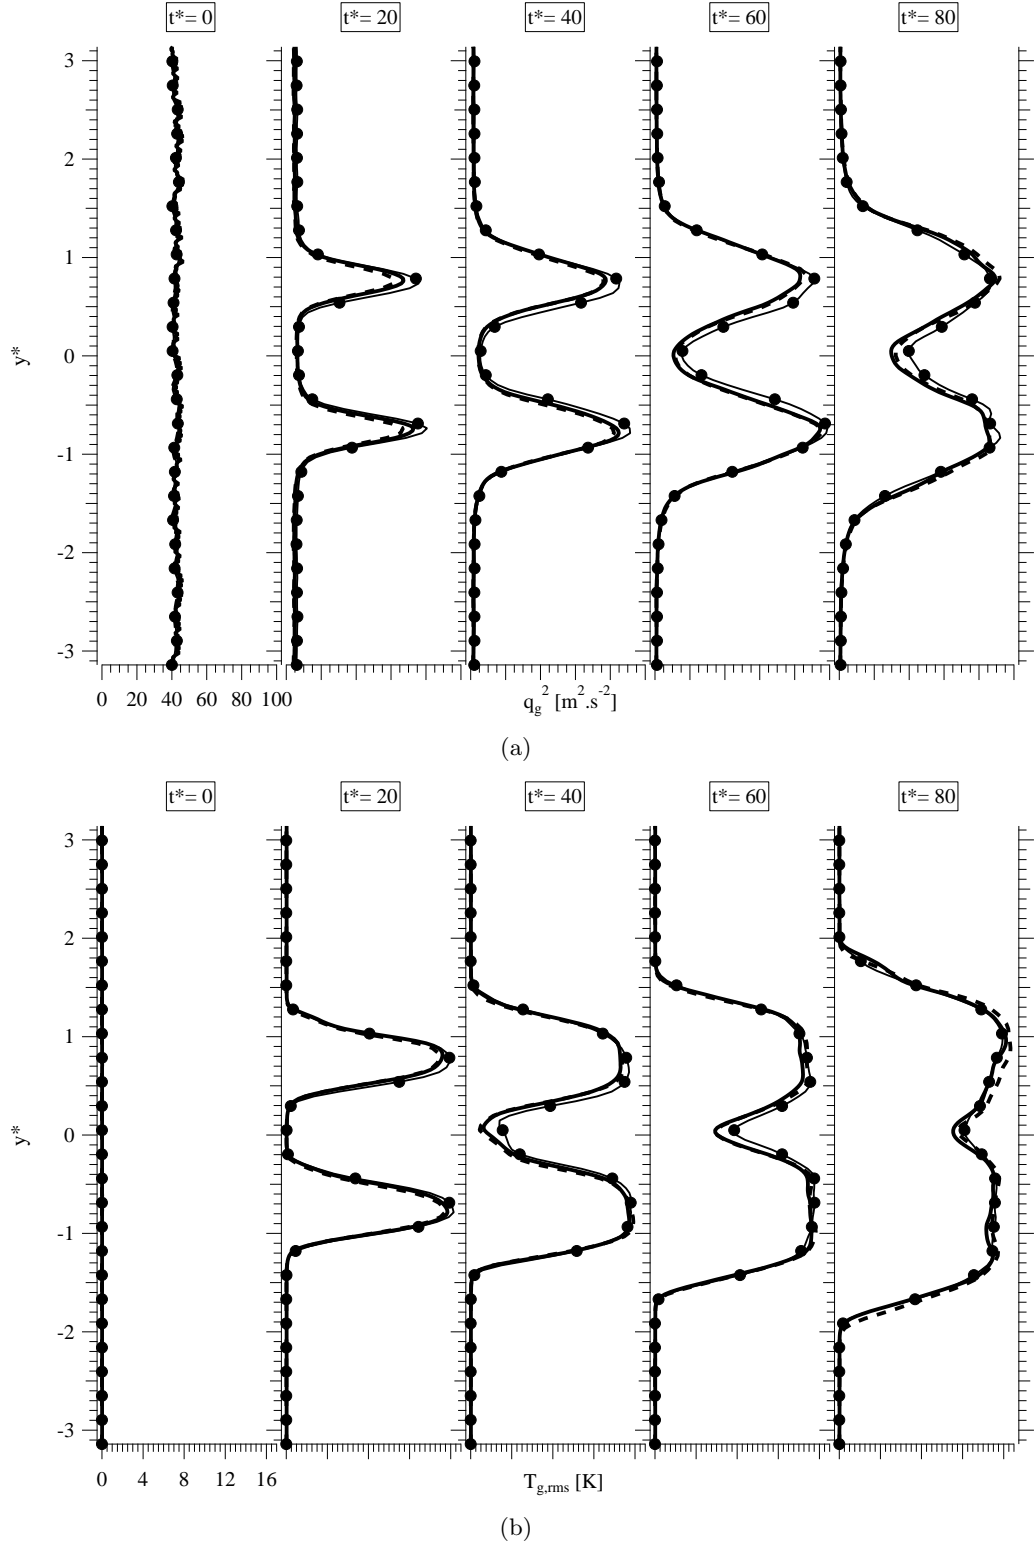 t*= 0 t*= 20 t*= 40 t*= 60 t*= 80
3
2
1
0
-1
-2
-3
y*
0 20 40 60 80 100
q_g^2 [m^2.s^-2]
(a)
t*= 0 t*= 20 t*= 40 t*= 60 t*= 80
3
2
1
0
-1
-2
-3
y*
0 4 8 12 16
T_g,rms [K]
(b)